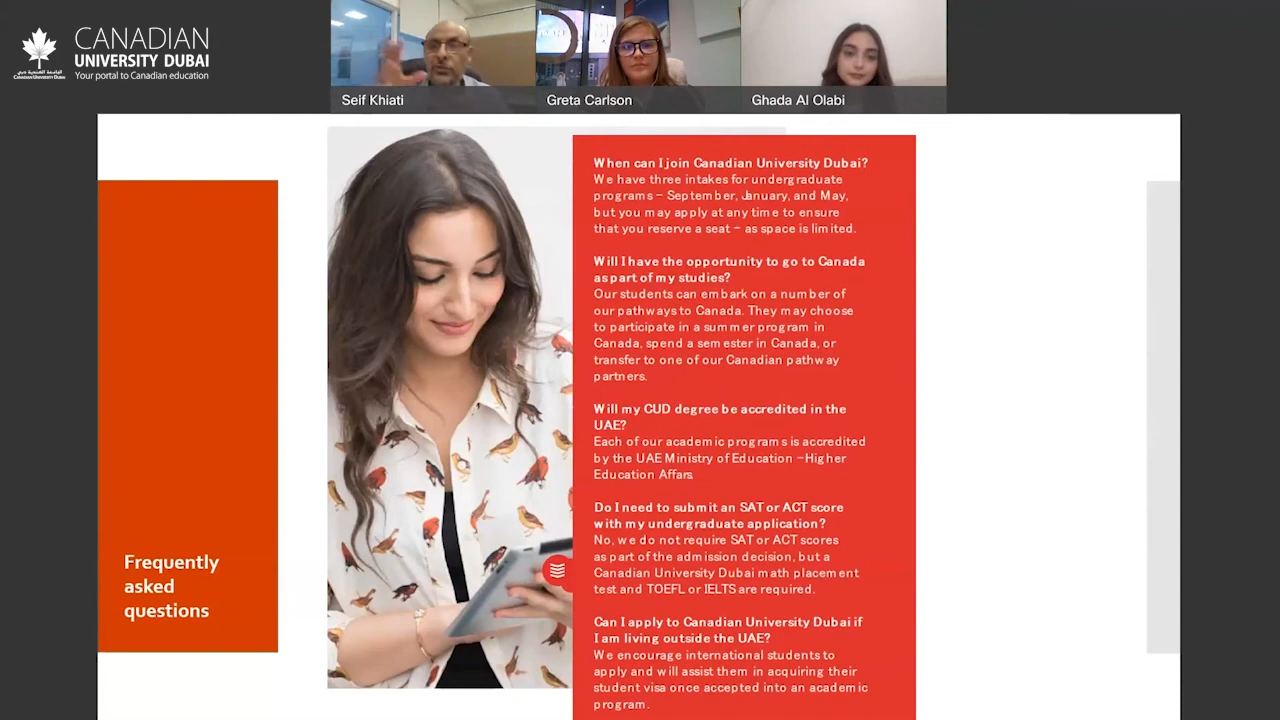 CANADIAN
UNIVERSITY DUBAI
Your portal to Canadian education
الجامعة الكندية دبي
CANADIAN UNIVERSITY DUBAI
Seif Khiati
Greta Carlson
Ghada Al Olabi
Frequently
asked
questions
When can I join Canadian University Dubai?
We have three intakes for undergraduate
programs – September, January, and May,
but you may apply at any time to ensure
that you reserve a seat – as space is limited.
Will I have the opportunity to go to Canada
as part of my studies?
Our students can embark on a number of
our pathways to Canada. They may choose
to participate in a summer program in
Canada, spend a semester in Canada, or
transfer to one of our Canadian pathway
partners.
Will my CUD degree be accredited in the
UAE?
Each of our academic programs is accredited
by the UAE Ministry of Education –Higher
Education Affars.
Do I need to submit an SAT or ACT score
with my undergraduate application?
No, we do not require SAT or ACT scores
as part of the admission decision, but a
Canadian University Dubai math placement
test and TOEFL or IELTS are required.
Can I apply to Canadian University Dubai if
I am living outside the UAE?
We encourage international students to
apply and will assist them in acquiring their
student visa once accepted into an academic
program.